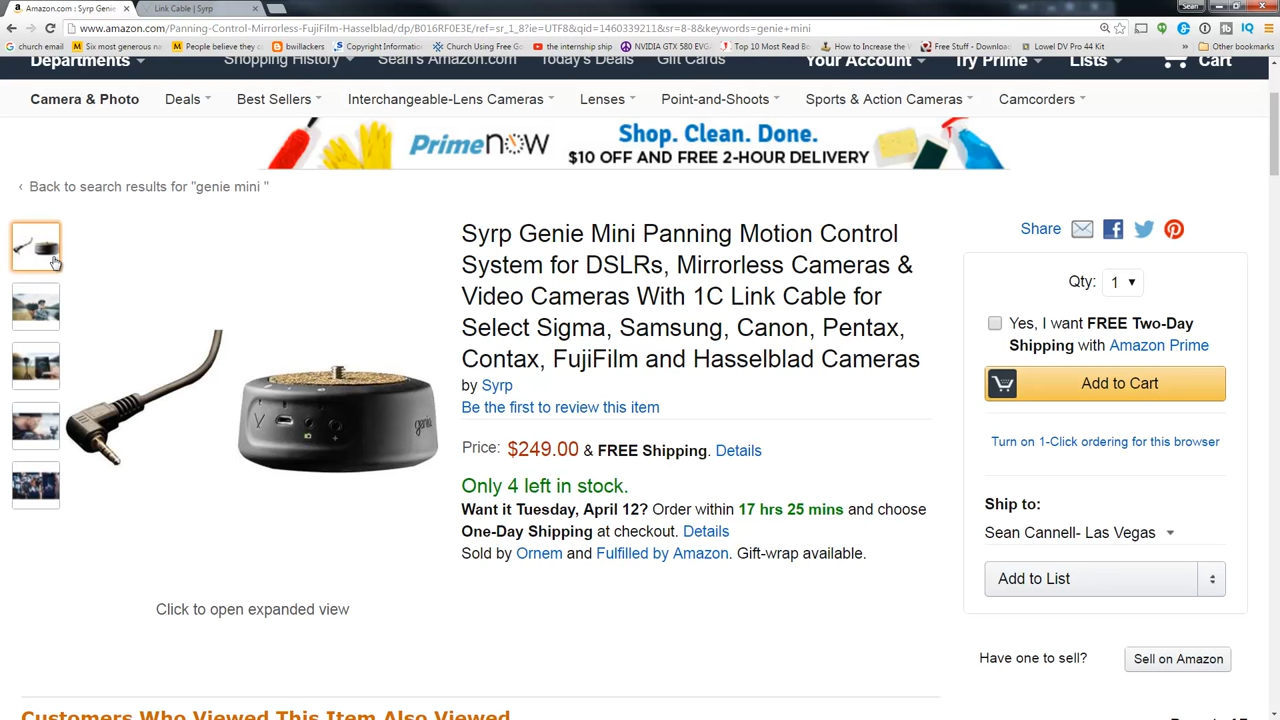 Amazon.com : Syrp Genie
Link Cable | Syrp
Sean
www.amazon.com/Panning-Control-Mirrorless-FujiFilm-Hasselblad/dp/B016RF0E3E/ref=sr_1_8?ie=UTF8&qid=1460339211&sr=8-8&keywords=genie+mini
church email
Six most generous na
People believe they c
bwillackers
Copyright Information
Church Using Free Go
the internship ship
NVIDIA GTX 580 EVG
Top 10 Most Read Bo
How to Increase the W
Free Stuff - Downloa
Lowel DV Pro 44 Kit
» Other bookmarks
Departments
Shopping History
Sean's Amazon.com
Today's Deals
Gift Cards
Your Account
Try Prime
Lists
Cart
Camera & Photo
Deals
Best Sellers
Interchangeable-Lens Cameras
Lenses
Point-and-Shoots
Sports & Action Cameras
Camcorders
PrimeNow
Shop. Clean. Done.
$10 OFF AND FREE 2-HOUR DELIVERY
‹ Back to search results for "genie mini "
Syrp Genie Mini Panning Motion Control
System for DSLRs, Mirrorless Cameras &
Video Cameras With 1C Link Cable for
Select Sigma, Samsung, Canon, Pentax,
Contax, FujiFilm and Hasselblad Cameras
by Syrp
Be the first to review this item
Price: $249.00 & FREE Shipping. Details
Only 4 left in stock.
Want it Tuesday, April 12? Order within 17 hrs 25 mins and choose
One-Day Shipping at checkout. Details
Sold by Ornem and Fulfilled by Amazon. Gift-wrap available.
genie
Click to open expanded view
Share
Qty: 1
Yes, I want FREE Two-Day
Shipping with Amazon Prime
Add to Cart
Turn on 1-Click ordering for this browser
Ship to:
Sean Cannell- Las Vegas
Add to List
Have one to sell?
Sell on Amazon
Customers Who Viewed This Item Also Viewed